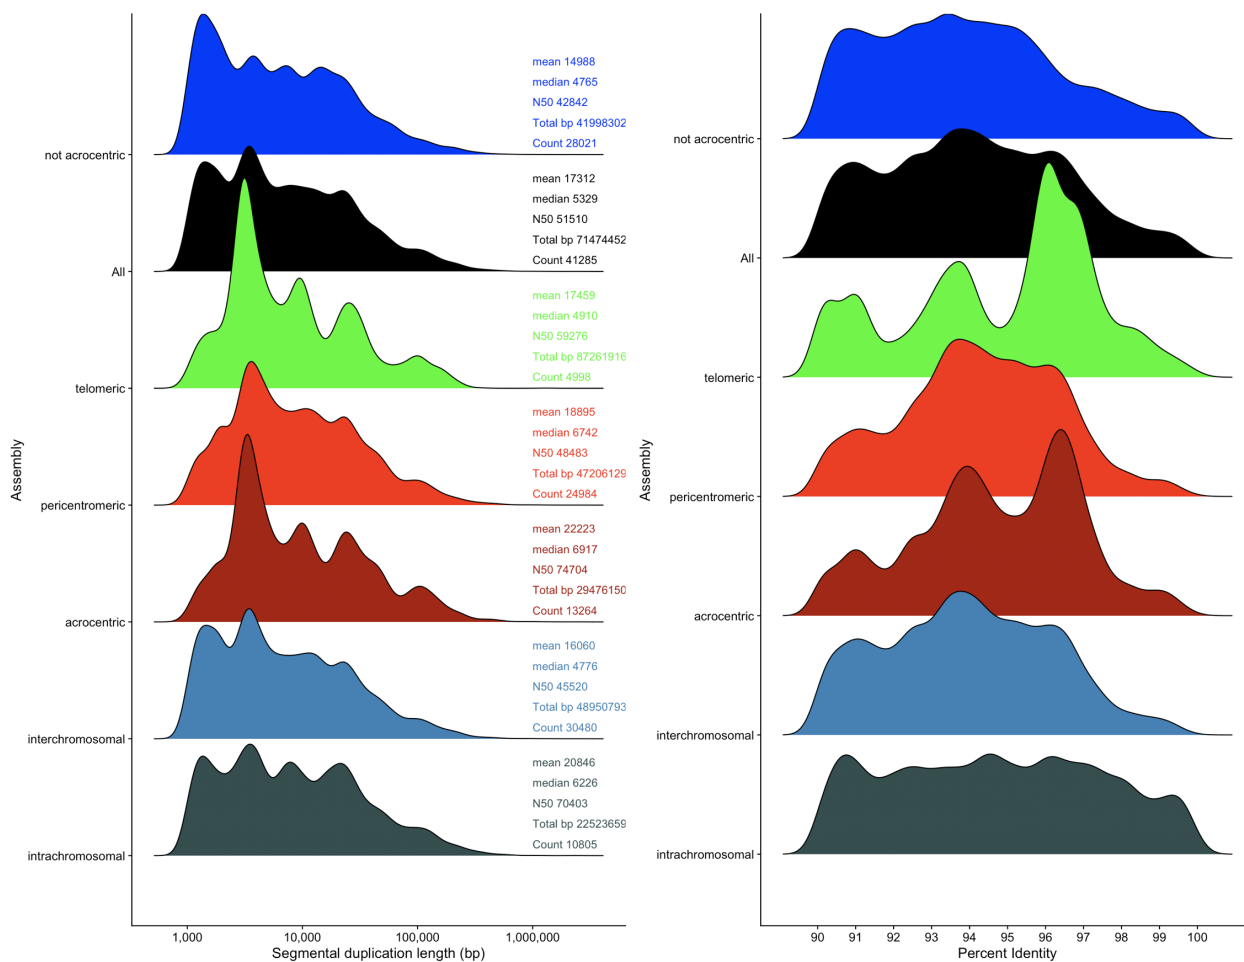 mean 14988
median 4765
N50 42842
Total bp 41998302
Count 28021
not acrocentric
mean 17312
median 5329
N50 51510
Total bp 71474452
Count 41285
All
mean 17459
median 4910
N50 59276
Total bp 87261916
Count 4998
telomeric
mean 18895
median 6742
N50 48483
Total bp 47206129
Count 24984
pericentromeric
mean 22223
median 6917
N50 74704
Total bp 29476150
Count 13264
acrocentric
mean 16060
median 4776
N50 45520
Total bp 48950793
Count 30480
interchromosomal
mean 20846
median 6226
N50 70403
Total bp 22523659
Count 10805
intrachromosomal
Assembly
1,000 10,000 100,000 1,000,000
Segmental duplication length (bp)
not acrocentric
All
telomeric
pericentromeric
acrocentric
interchromosomal
intrachromosomal
Assembly
90 91 92 93 94 95 96 97 98 99 100
Percent Identity